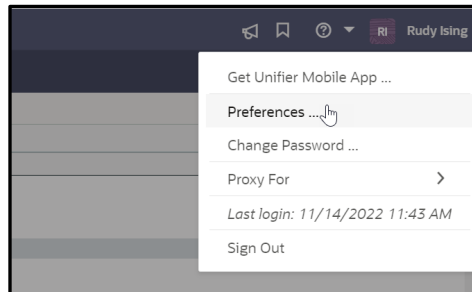 RI Rudy Ising
Get Unifier Mobile App ...
Preferences ...
Change Password ...
Proxy For
Last login: 11/14/2022 11:43 AM
Sign Out